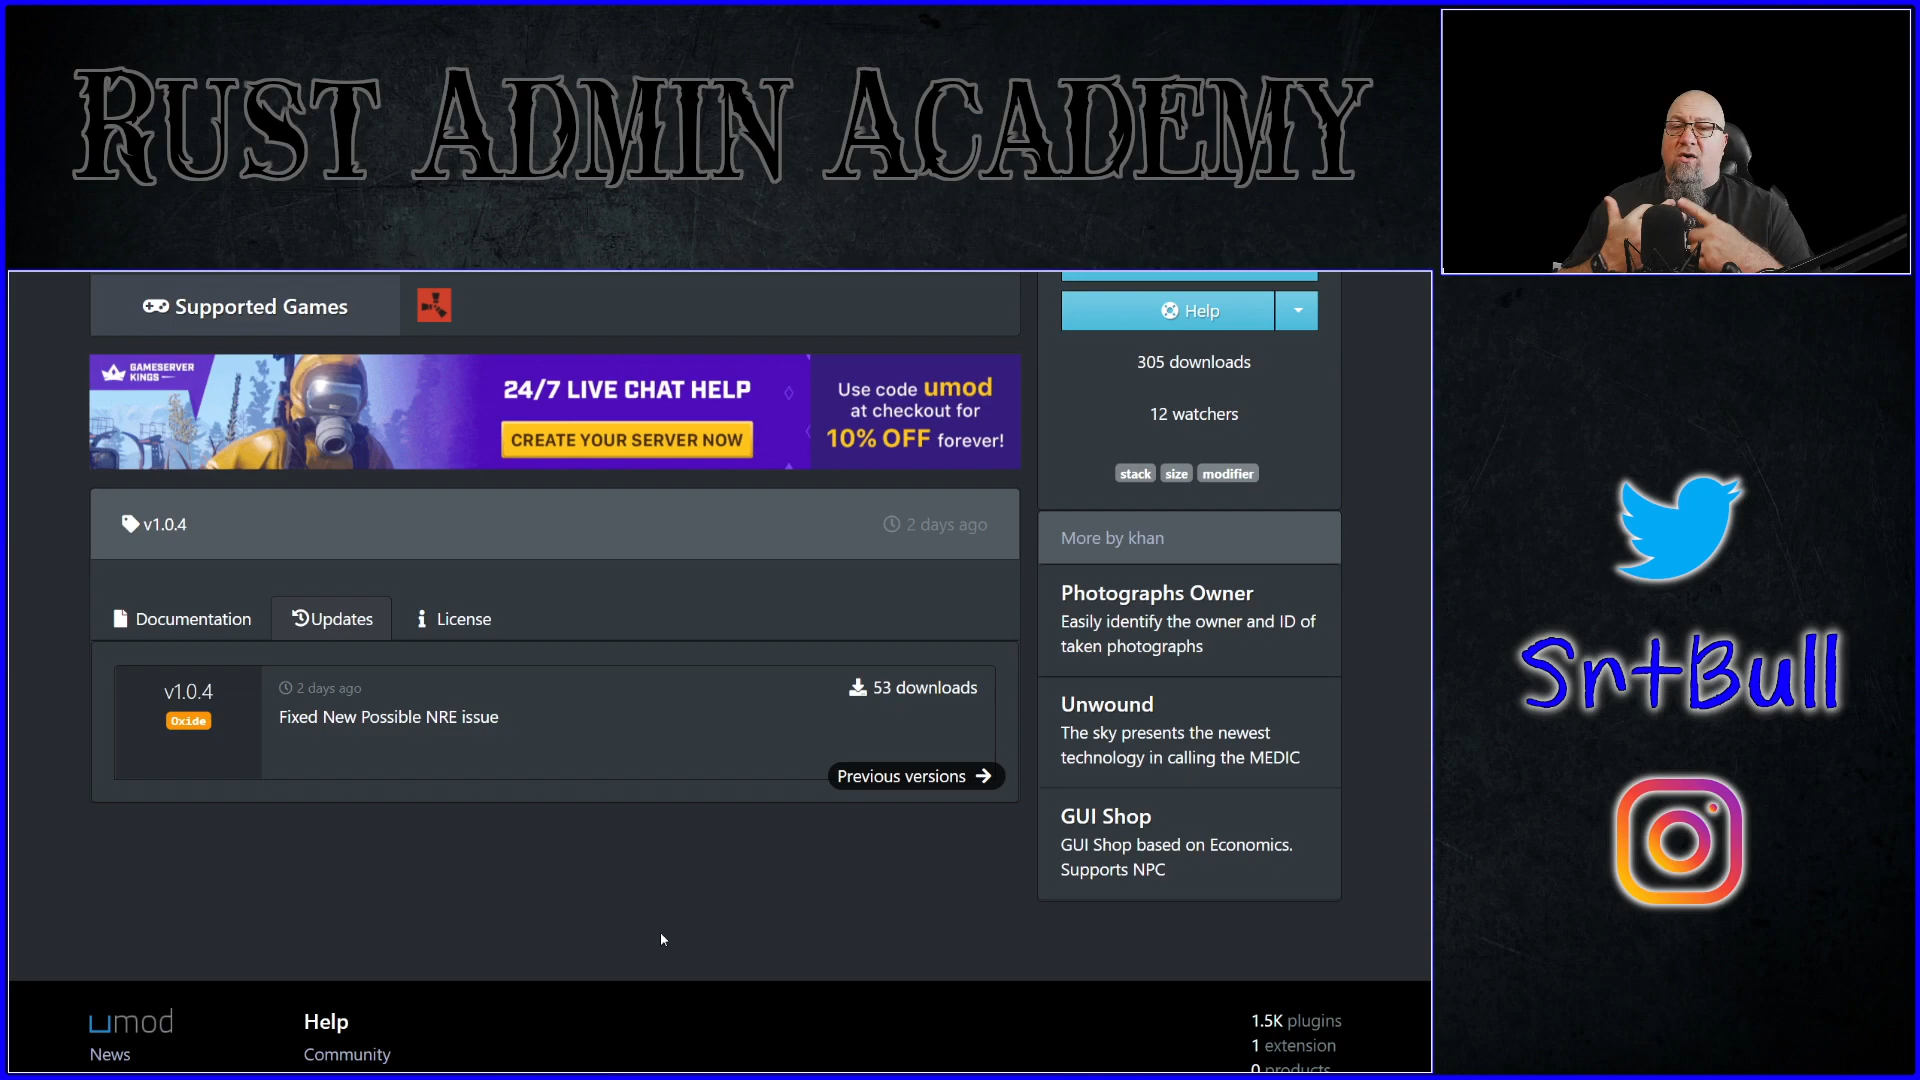 RUST ADMIN ACADEMY
Supported Games
Help
305 downloads
12 watchers
stack size modifier
GAMESERVER
KINGS
24/7 LIVE CHAT HELP
CREATE YOUR SERVER NOW
Use code umod
at checkout for
10% OFF forever!
v1.0.4
2 days ago
Documentation
Updates
License
v1.0.4
Oxide
2 days ago
Fixed New Possible NRE issue
53 downloads
Previous versions
More by khan
Photographs Owner
Easily identify the owner and ID of
taken photographs
Unwound
The sky presents the newest
technology in calling the MEDIC
GUI Shop
GUI Shop based on Economics.
Supports NPC
SntBull
umod
News
Help
Community
1.5K plugins
1 extension
0 products